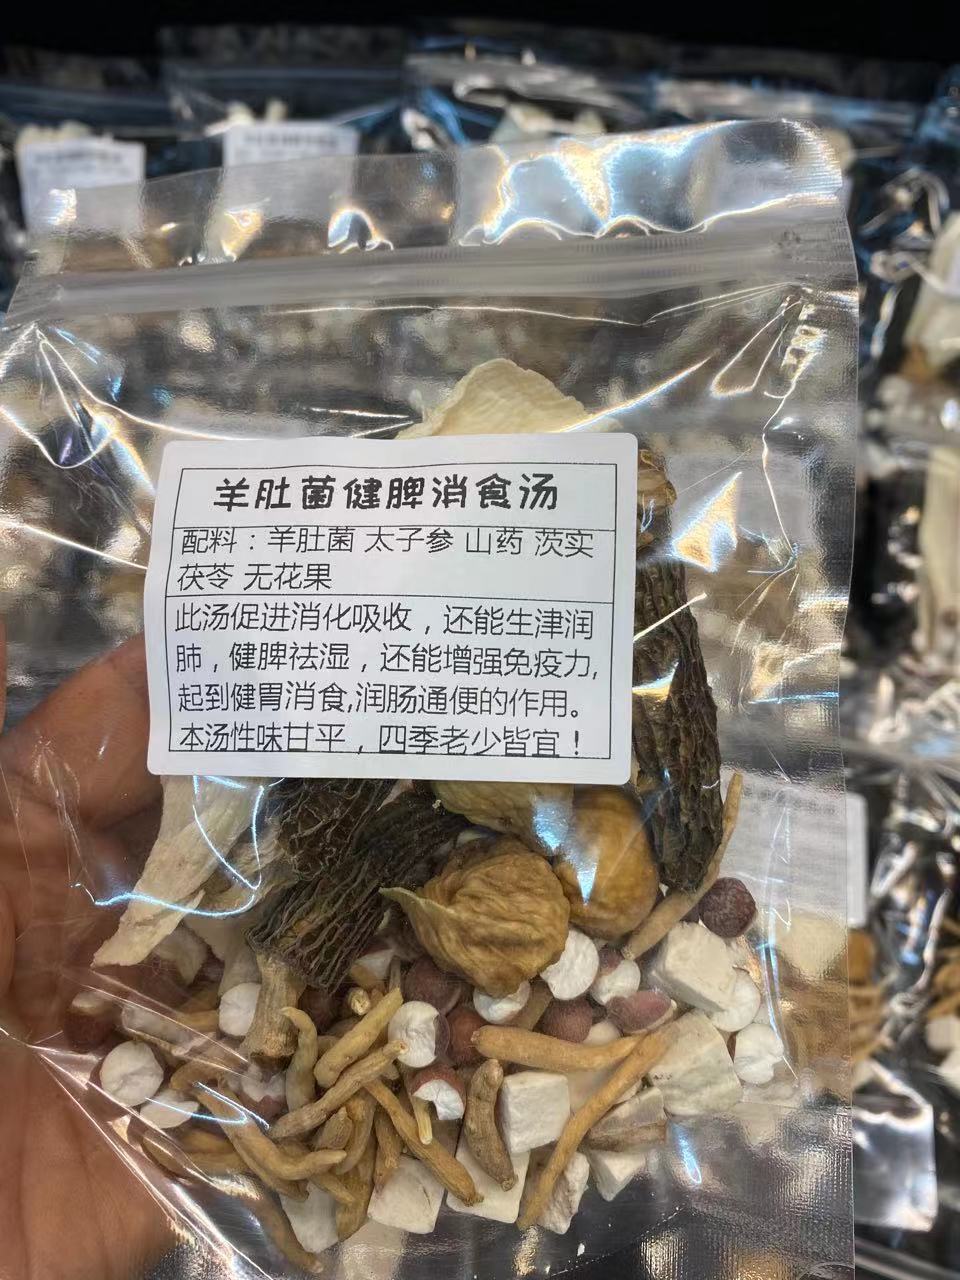 羊肚菌健脾消食汤
配料：羊肚菌 太子参 山药 茨实
茯苓 无花果
此汤促进消化吸收，还能生津润
肺，健脾祛湿，还能增强免疫力,
起到健胃消食,润肠通便的作用。
本汤性味甘平，四季老少皆宜！